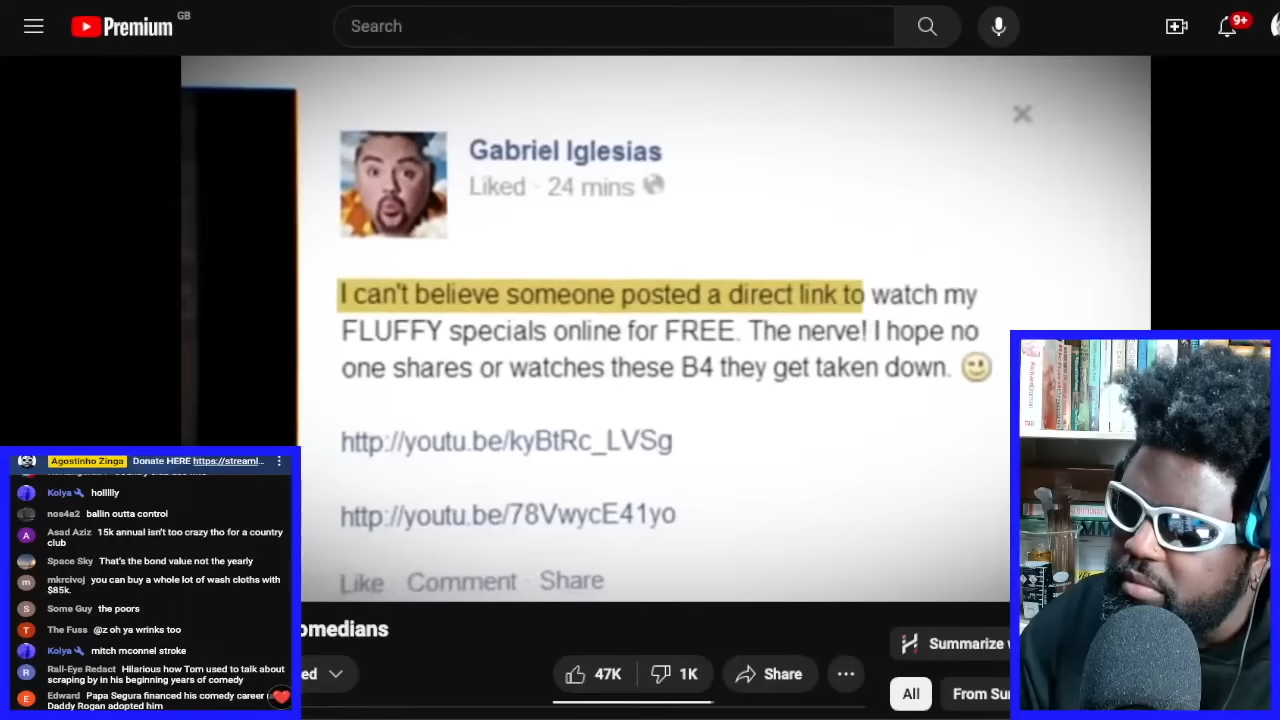 Premium GB
Search
9+
Gabriel Iglesias
Liked · 24 mins
I can't believe someone posted a direct link to watch my
FLUFFY specials online for FREE. The nerve! I hope no
one shares or watches these B4 they get taken down.
http://youtu.be/kyBtRc_LVSg
http://youtu.be/78VwycE41yo
Like Comment Share
omedians
ed
47K
1K
Share
Summarize
All
From Su
Agostinho Zinga Donate HERE https://streaml...
Kolya hollllly
nos4a2 ballin outta control
Asad Aziz 15k annual isn't too crazy tho for a country
club
Space Sky That's the bond value not the yearly
mkrcivoj you can buy a whole lot of wash cloths with
$85k.
Some Guy the poors
The Fuss @z oh ya wrinks too
Kolya mitch mconnel stroke
Rall-Eye Redact Hilarious how Tom used to talk about
scraping by in his beginning years of comedy
Edward Papa Segura financed his comedy career
Daddy Rogan adopted him